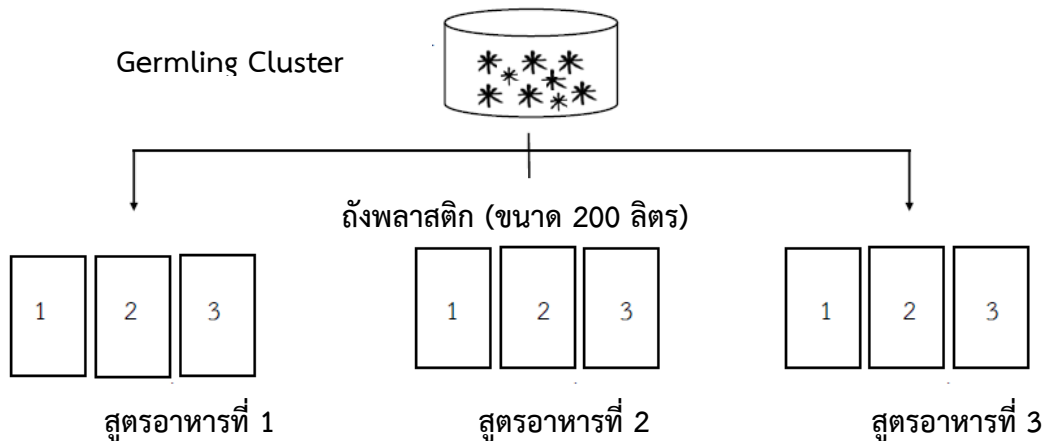 Germling Cluster
ถังพลาสติก (ขนาด 200 ลิตร)
1 2 3 1 2 3 1 2 3
สูตรอาหารที่ 1 สูตรอาหารที่ 2 สูตรอาหารที่ 3